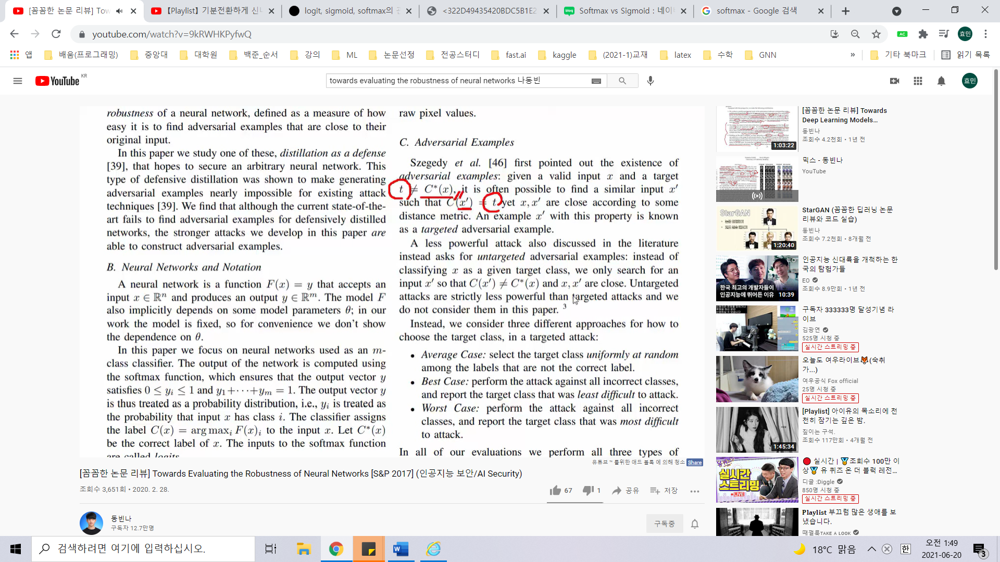 [꼼꼼한 논문 리뷰] Tow
【Playlist】기분전환하게 신나
logit, sigmoid, softmax의 관
<322D49435420BDC5B1E2
Softmax vs Sigmoid : 네이
softmax - Google 검색
youtube.com/watch?v=9kRWHKPyfwQ
AC
효민
앱 배움(프로그래밍) 중앙대 대학원 백준_순서 강의 ML 논문선정 전공스터디 fast.ai kaggle (2021-1)교재 latex 수학 GNN » 기타 북마크 읽기 목록
YouTube KR
towards evaluating the robustness of neural networks 나동빈
효민
robustness of a neural network, defined as a measure of how
easy it is to find adversarial examples that are close to their
original input.
In this paper we study one of these, distillation as a defense
[39], that hopes to secure an arbitrary neural network. This
type of defensive distillation was shown to make generating
adversarial examples nearly impossible for existing attack
techniques [39]. We find that although the current state-of-the-
art fails to find adversarial examples for defensively distilled
networks, the stronger attacks we develop in this paper are
able to construct adversarial examples.
B. Neural Networks and Notation
A neural network is a function F(x) = y that accepts an
input x ∈ ℝⁿ and produces an output y ∈ ℝᵐ. The model F
also implicitly depends on some model parameters θ; in our
work the model is fixed, so for convenience we don't show
the dependence on θ.
In this paper we focus on neural networks used as an m-
class classifier. The output of the network is computed using
the softmax function, which ensures that the output vector y
satisfies 0 ≤ yᵢ ≤ 1 and y₁+···+yₘ = 1. The output vector y
is thus treated as a probability distribution, i.e., yᵢ is treated as
the probability that input x has class i. The classifier assigns
the label C(x) = arg maxᵢ F(x)ᵢ to the input x. Let C*(x)
be the correct label of x. The inputs to the softmax function
are called logits.
raw pixel values.
C. Adversarial Examples
Szegedy et al. [46] first pointed out the existence of
adversarial examples: given a valid input x and a target
t ≠ C*(x), it is often possible to find a similar input x′
such that C(x′) = t yet x, x′ are close according to some
distance metric. An example x′ with this property is known
as a targeted adversarial example.
A less powerful attack also discussed in the literature
instead asks for untargeted adversarial examples: instead of
classifying x as a given target class, we only search for an
input x′ so that C(x′) ≠ C*(x) and x, x′ are close. Untargeted
attacks are strictly less powerful than targeted attacks and we
do not consider them in this paper. ³
Instead, we consider three different approaches for how to
choose the target class, in a targeted attack:
• Average Case: select the target class uniformly at random
among the labels that are not the correct label.
• Best Case: perform the attack against all incorrect classes,
and report the target class that was least difficult to attack.
• Worst Case: perform the attack against all incorrect
classes, and report the target class that was most difficult
to attack.
In all of our evaluations we perform all three types of
유튜브™ 를위한 애드 블록 에 의해 청소 Share
[꼼꼼한 논문 리뷰] Towards Evaluating the Robustness of Neural Networks [S&P 2017] (인공지능 보안/AI Security)
조회수 3,651회 • 2020. 2. 28.
67 1 공유 저장
동빈나
구독자 12.7만명
구독중
[꼼꼼한 논문 리뷰] Towards
Deep Learning Models…
동빈나
조회수 4.2천회 • 1년 전
1:03:22
믹스 - 동빈나
YouTube
StarGAN
StarGAN (꼼꼼한 딥러닝 논문
리뷰와 코드 실습)
동빈나
조회수 7.2천회 • 8개월 전
1:20:40
EO
한국 최고의 개발자들이
인공지능에 뛰어든 이유
10:39
인공지능 신대륙을 개척하는 한
국의 탐험가들
EO
조회수 8.9만회 • 1년 전
구독자 333333명 달성기념 라
이브
김광연
525명 시청 중
실시간 스트리밍 중
오늘도 여우라이브🦊(숙취
가...)
여우공식 Fox official
25명 시청 중
실시간 스트리밍 중
[Playlist] 아이유의 목소리에 천
천히 잠기는 깊은 밤.
짙이는 구석.
조회수 117만회 • 4개월 전
1:45:34
유퀴즈
실시간
스트리밍
LIVE
🔴 실시간 | 🏅조회수 100만 이
상🏅 유 퀴즈 온 더 블럭 레전…
디글 :Diggle
850명 시청 중
실시간 스트리밍 중
Playlist 부끄럼 많은 생애를 보
냈습니다.
때껄룩TAKE A LOOK
검색하려면 여기에 입력하십시오.
18°C 맑음
한
오전 1:49
2021-06-20
3